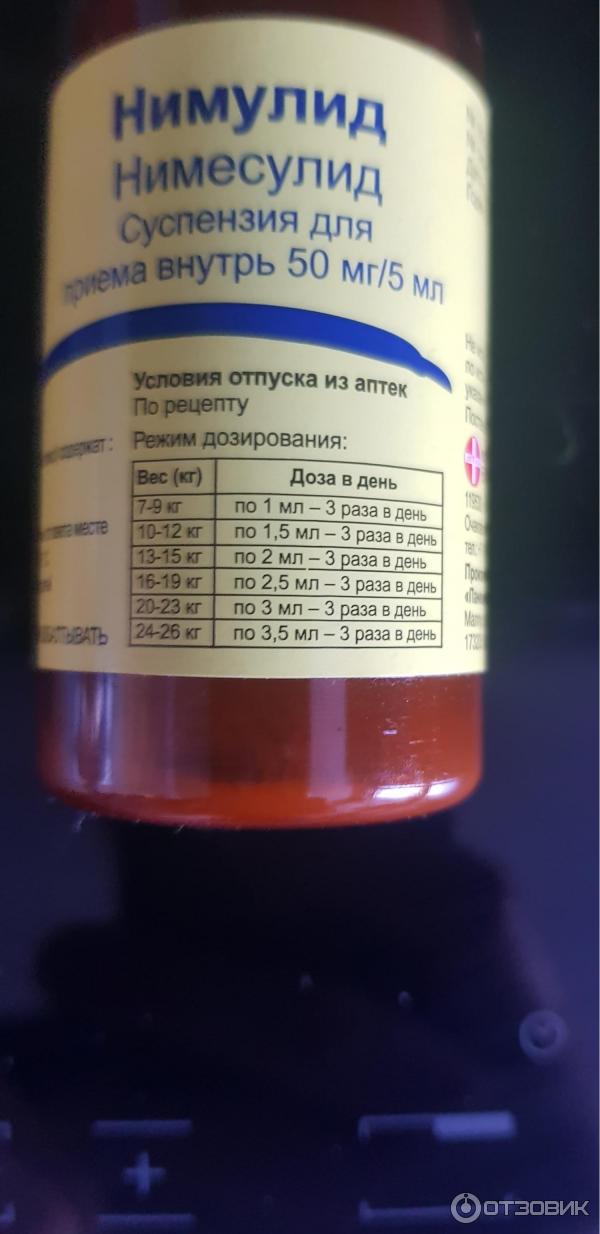 Нимулид
Нимесулид
Суспензия для
приема внутрь 50 мг/5 мл
Условия отпуска из аптек
По рецепту
Режим дозирования:
Вес (кг) Доза в день
7-9 кг по 1 мл – 3 раза в день
10-12 кг по 1,5 мл – 3 раза в день
13-15 кг по 2 мл – 3 раза в день
16-19 кг по 2,5 мл – 3 раза в день
20-23 кг по 3 мл – 3 раза в день
24-26 кг по 3,5 мл – 3 раза в день
содержат :
месте
Не
по
ОТЗОВИК